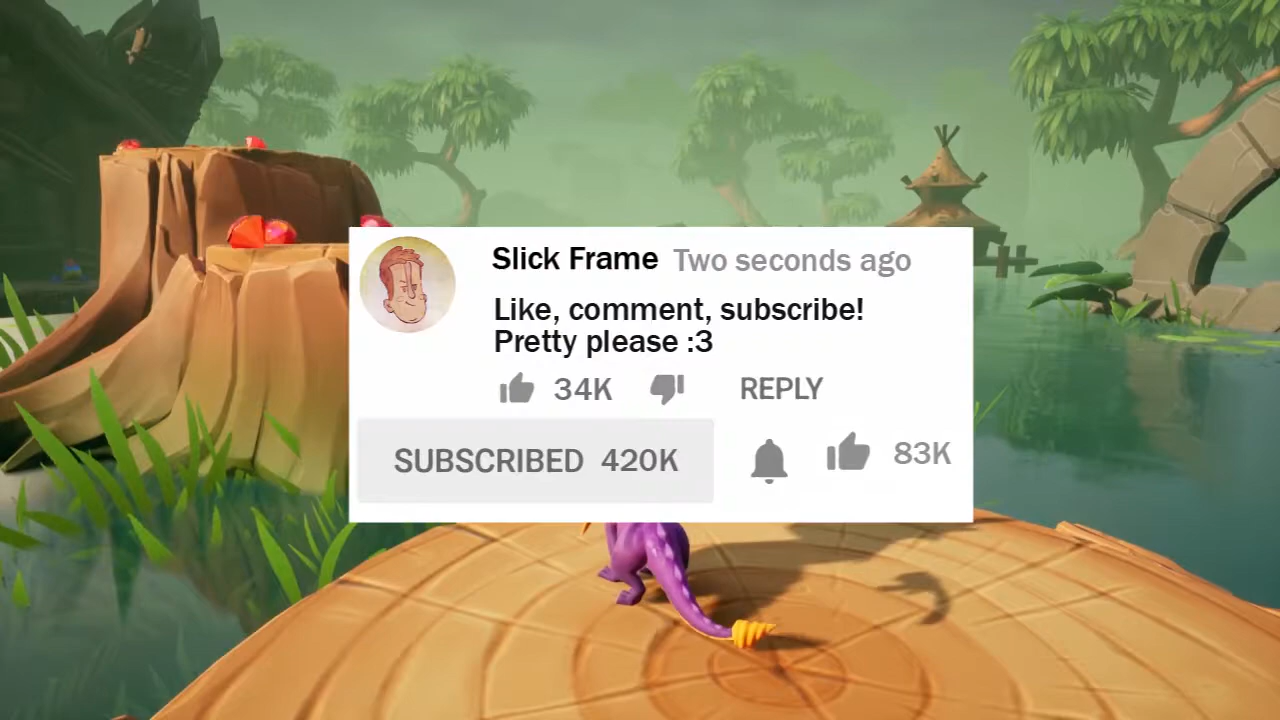 Slick Frame Two seconds ago
Like, comment, subscribe!
Pretty please :3
34K REPLY
SUBSCRIBED 420K 83K